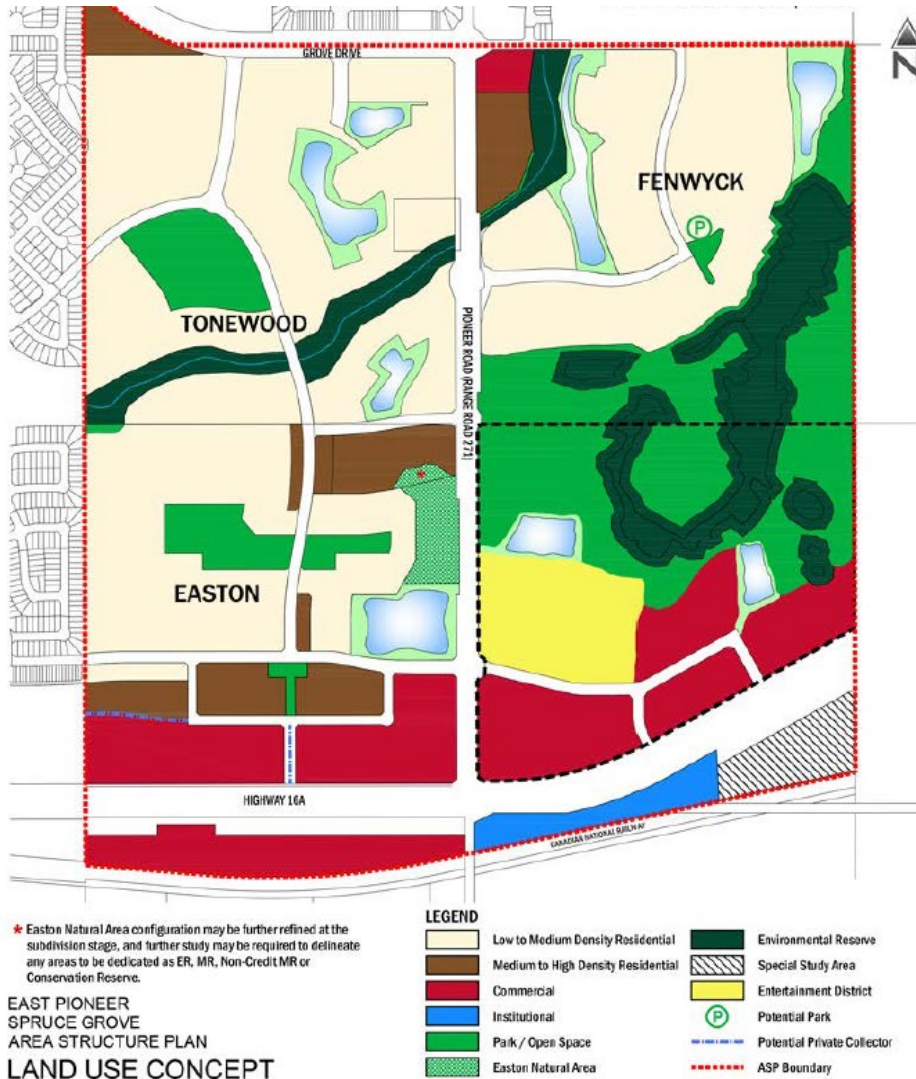 GROVE DRIVE
N
FENWYCK
P
TONEWOOD
PIONEER ROAD (RANGE ROAD 271)
*
EASTON
HIGHWAY 16A
CANADIAN NATIONAL RAILWAY
* Easton Natural Area configuration may be further refined at the
subdivision stage, and further study may be required to delineate
any areas to be dedicated as ER, MR, Non-Credit MR or
Conservation Reserve.
EAST PIONEER
SPRUCE GROVE
AREA STRUCTURE PLAN
LAND USE CONCEPT
LEGEND
Low to Medium Density Residential
Medium to High Density Residential
Commercial
Institutional
Park / Open Space
Easton Natural Area
Environmental Reserve
Special Study Area
Entertainment District
P Potential Park
Potential Private Collector
ASP Boundary